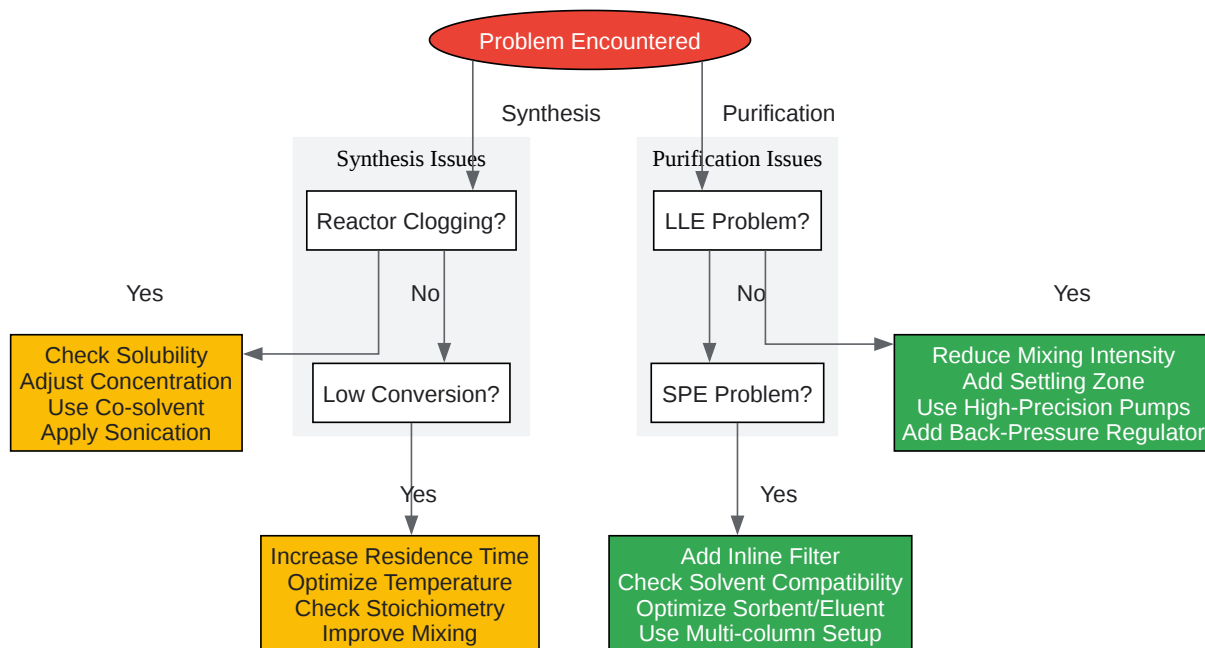 Problem Encountered
Synthesis
Purification
Synthesis Issues
Purification Issues
Reactor Clogging?
LLE Problem?
Yes
No
No
Yes
Check Solubility
Adjust Concentration
Use Co-solvent
Apply Sonication
Low Conversion?
SPE Problem?
Reduce Mixing Intensity
Add Settling Zone
Use High-Precision Pumps
Add Back-Pressure Regulator
Yes
Yes
Increase Residence Time
Optimize Temperature
Check Stoichiometry
Improve Mixing
Add Inline Filter
Check Solvent Compatibility
Optimize Sorbent/Eluent
Use Multi-column Setup